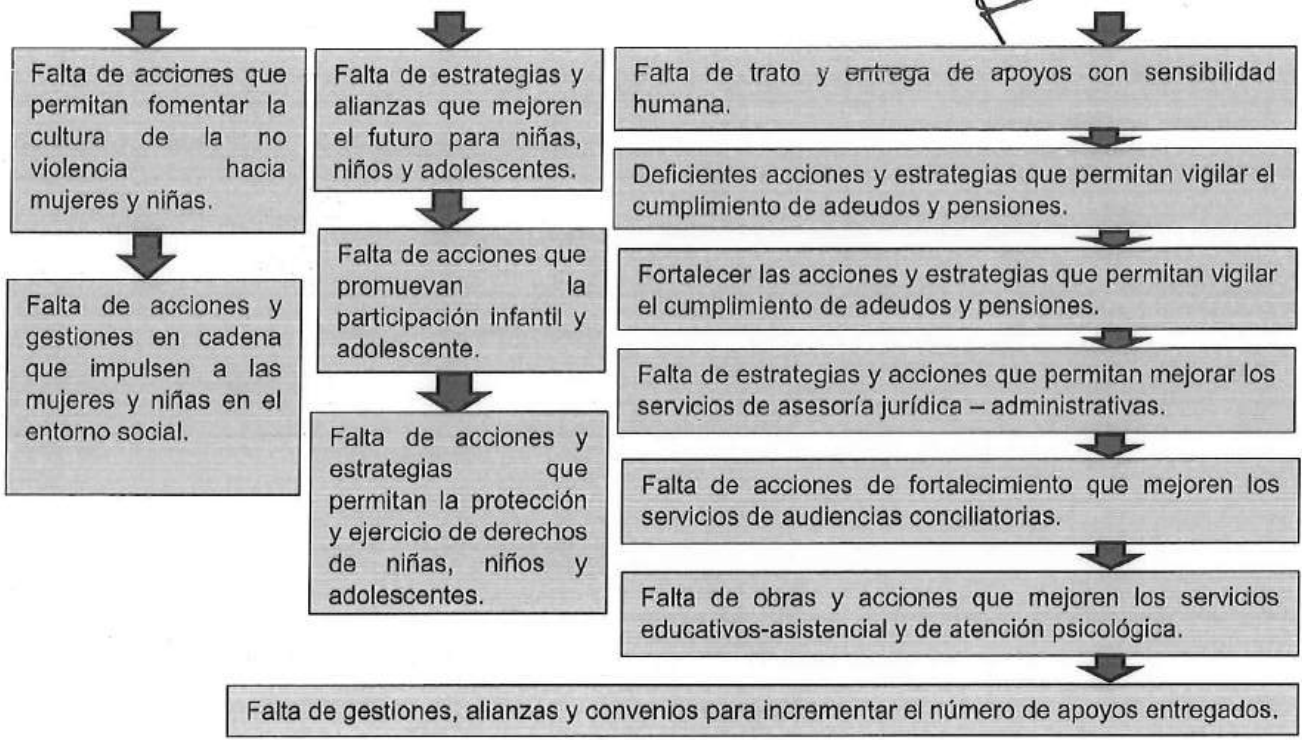 Falta de acciones que
permitan fomentar la
cultura de la no
violencia hacia
mujeres y niñas.
Falta de acciones y
gestiones en cadena
que impulsen a las
mujeres y niñas en el
entorno social.
Falta de estrategias y
alianzas que mejoren
el futuro para niñas,
niños y adolescentes.
Falta de acciones que
promuevan la
participación infantil y
adolescente.
Falta de acciones y
estrategias que
permitan la protección
y ejercicio de derechos
de niñas, niños y
adolescentes.
Falta de trato y entrega de apoyos con sensibilidad
humana.
Deficientes acciones y estrategias que permitan vigilar el
cumplimiento de adeudos y pensiones.
Fortalecer las acciones y estrategias que permitan vigilar
el cumplimiento de adeudos y pensiones.
Falta de estrategias y acciones que permitan mejorar los
servicios de asesoría jurídica – administrativas.
Falta de acciones de fortalecimiento que mejoren los
servicios de audiencias conciliatorias.
Falta de obras y acciones que mejoren los servicios
educativos-asistencial y de atención psicológica.
Falta de gestiones, alianzas y convenios para incrementar el número de apoyos entregados.